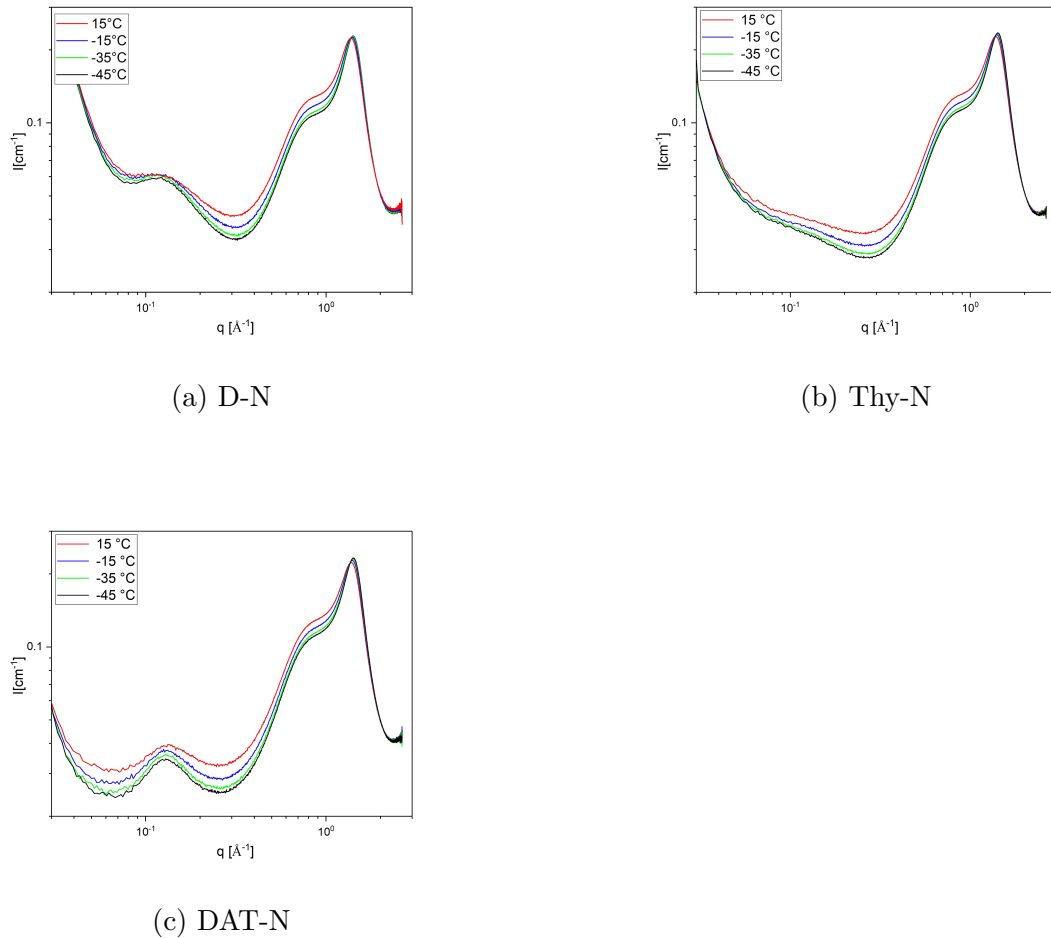 15°C
-15°C
-35°C
-45°C
I[cm⁻¹]
0.1
10⁻¹
10⁰
q [Å⁻¹]
(a) D-N
15 °C
-15 °C
-35 °C
-45 °C
I[cm⁻¹]
0.1
10⁻¹
10⁰
q [Å⁻¹]
(b) Thy-N
15 °C
-15 °C
-35 °C
-45 °C
I[cm⁻¹]
0.1
10⁻¹
10⁰
q [Å⁻¹]
(c) DAT-N